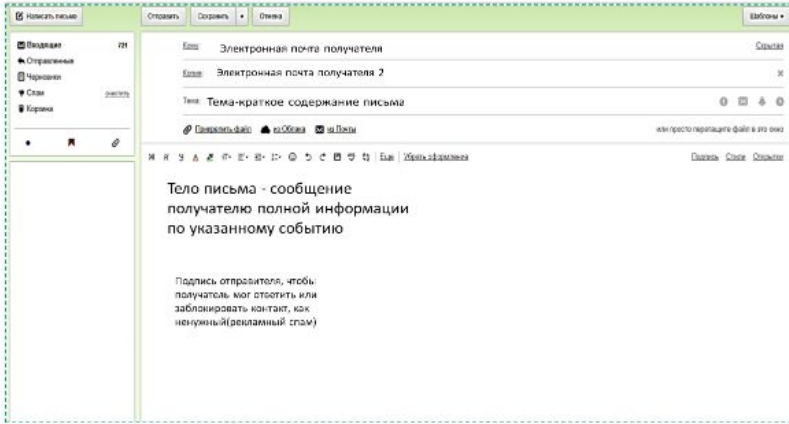 Написать письмо
Отправить Сохранить Отмена Шаблоны
Входящие
Отправленные
Черновики
Спам очистить
Корзина
Кому: Электронная почта получателя Скрытая
Копия: Электронная почта получателя 2
Тема: Тема-краткое содержание письма
Прикрепить файл из Облака из Почты или просто перетащите файл в это окно
Ж К У Еще Убрать оформление Подпись Стили Открытки
Тело письма - сообщение
получателю полной информации
по указанному событию
Подпись отправителя, чтобы
получатель мог ответить или
заблокировать контакт, как
ненужный(рекламный спам)